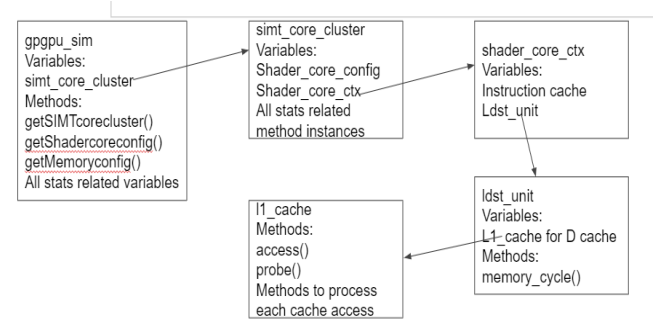 gpgpu_sim
Variables:
simt_core_cluster
Methods:
getSIMTcorecluster()
getShadercoreconfig()
getMemoryconfig()
All stats related variables
simt_core_cluster
Variables:
Shader_core_config
Shader_core_ctx
All stats related
method instances
shader_core_ctx
Variables:
Instruction cache
Ldst_unit
ldst_unit
Variables:
L1_cache for D cache
Methods:
memory_cycle()
l1_cache
Methods:
access()
probe()
Methods to process
each cache access